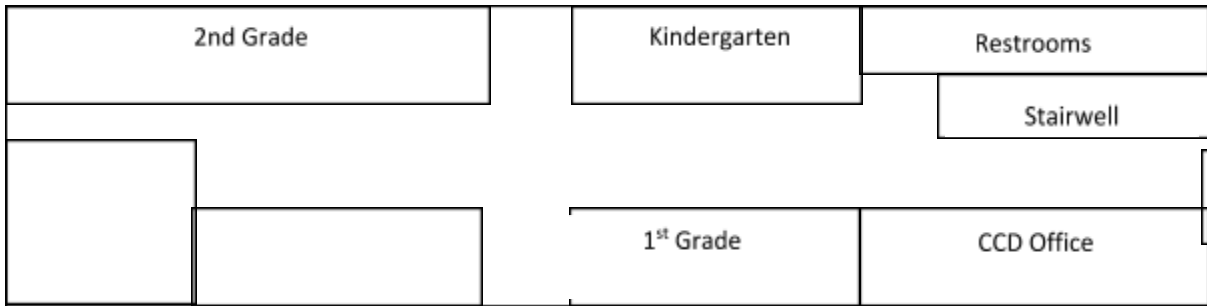 2nd Grade
Kindergarten
Restrooms
Stairwell
1st Grade
CCD Office